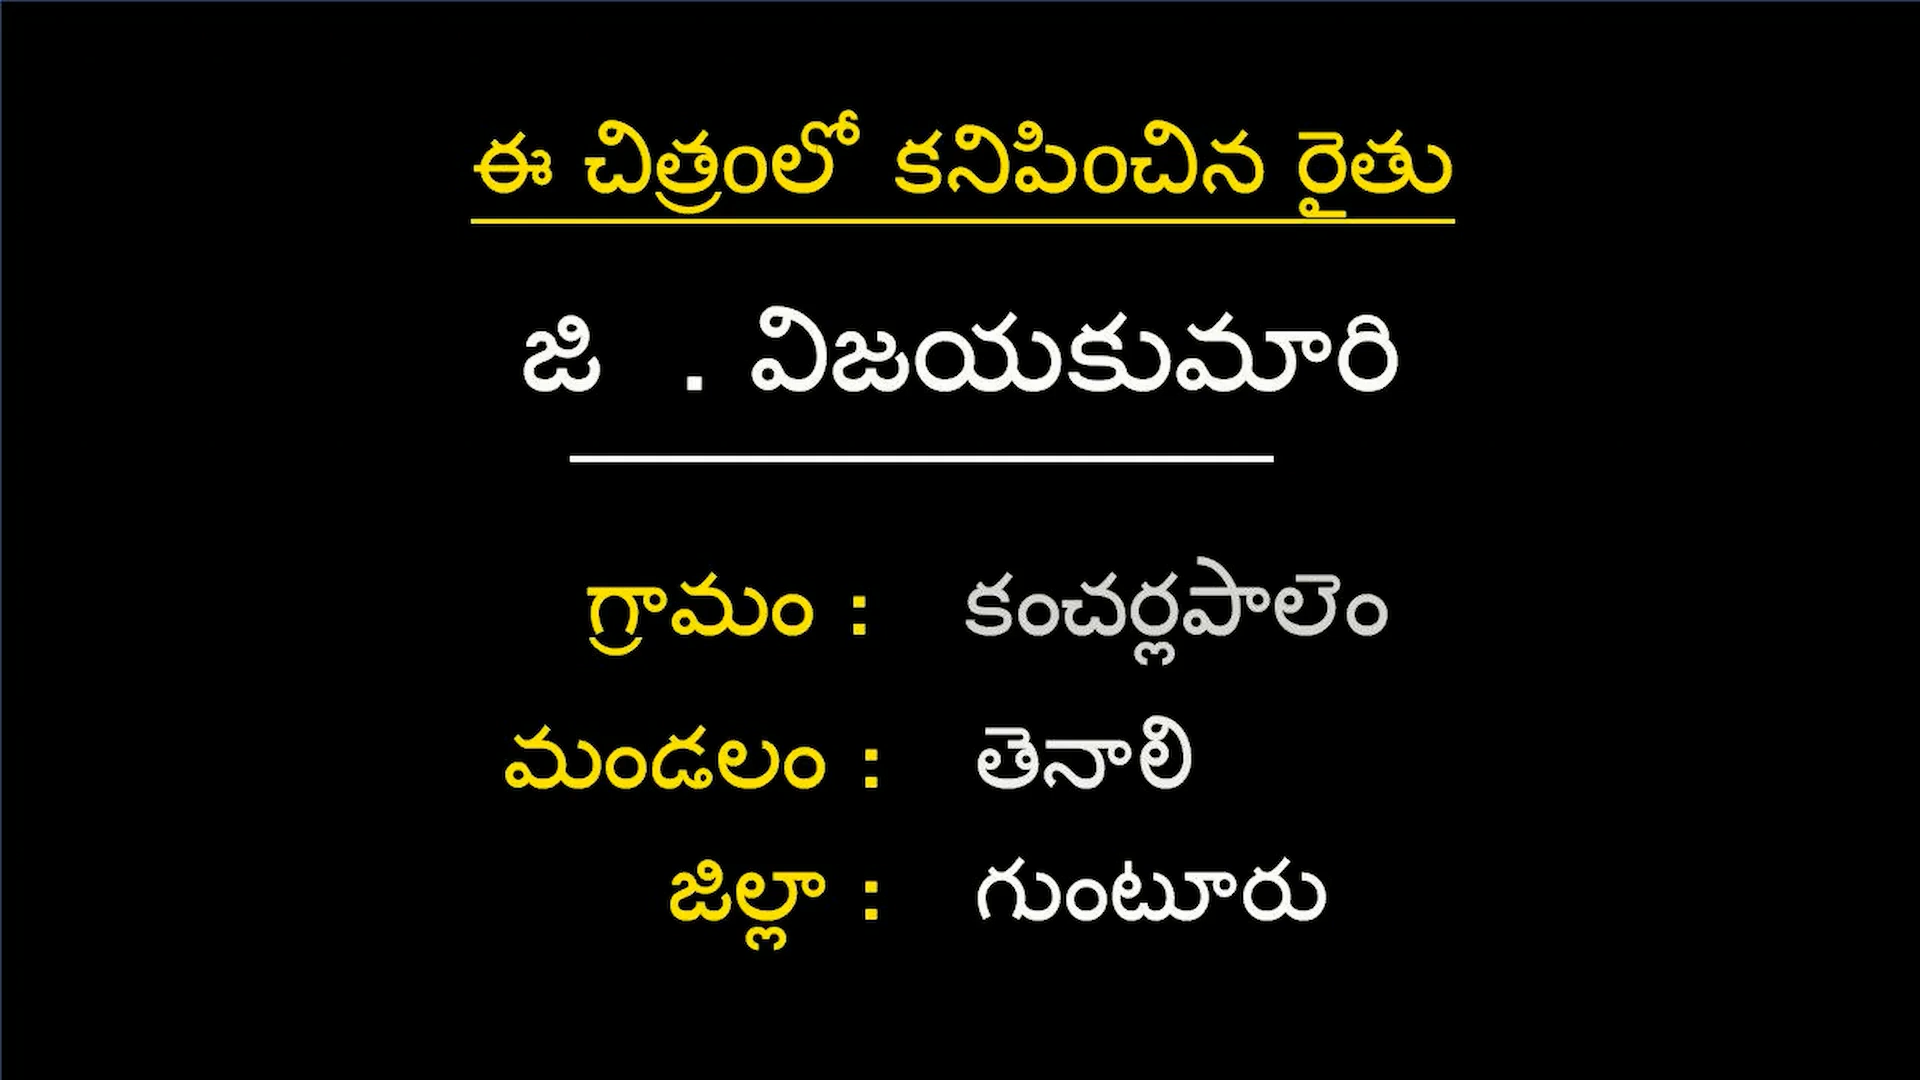 ఈ చిత్రంలో కనిపించిన రైతు
జి . విజయకుమారి
గ్రామం : కంచర్లపాలెం
మండలం : తెనాలి
జిల్లా : గుంటూరు